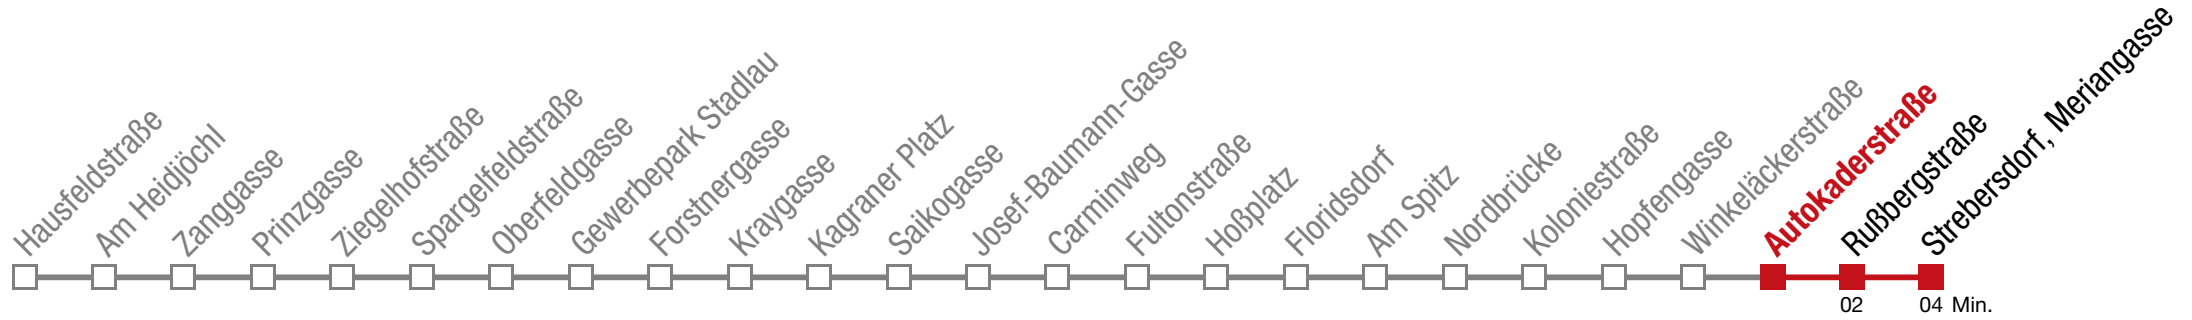 Hausfeldstraße
Am Heidjöchl
Zanggasse
Prinzgasse
Ziegelhofstraße
Spargelfeldstraße
Oberfeldgasse
Gewerbepark Stadlau
Forstnergasse
Kraygasse
Kagraner Platz
Saikogasse
Josef-Baumann-Gasse
Carminweg
Fultonstraße
Hoßplatz
Floridsdorf
Am Spitz
Nordbrücke
Koloniestraße
Hopfengasse
Winkeläckerstraße
Autokaderstraße
Rußbergstraße
Strebersdorf, Meriangasse
02
04 Min.